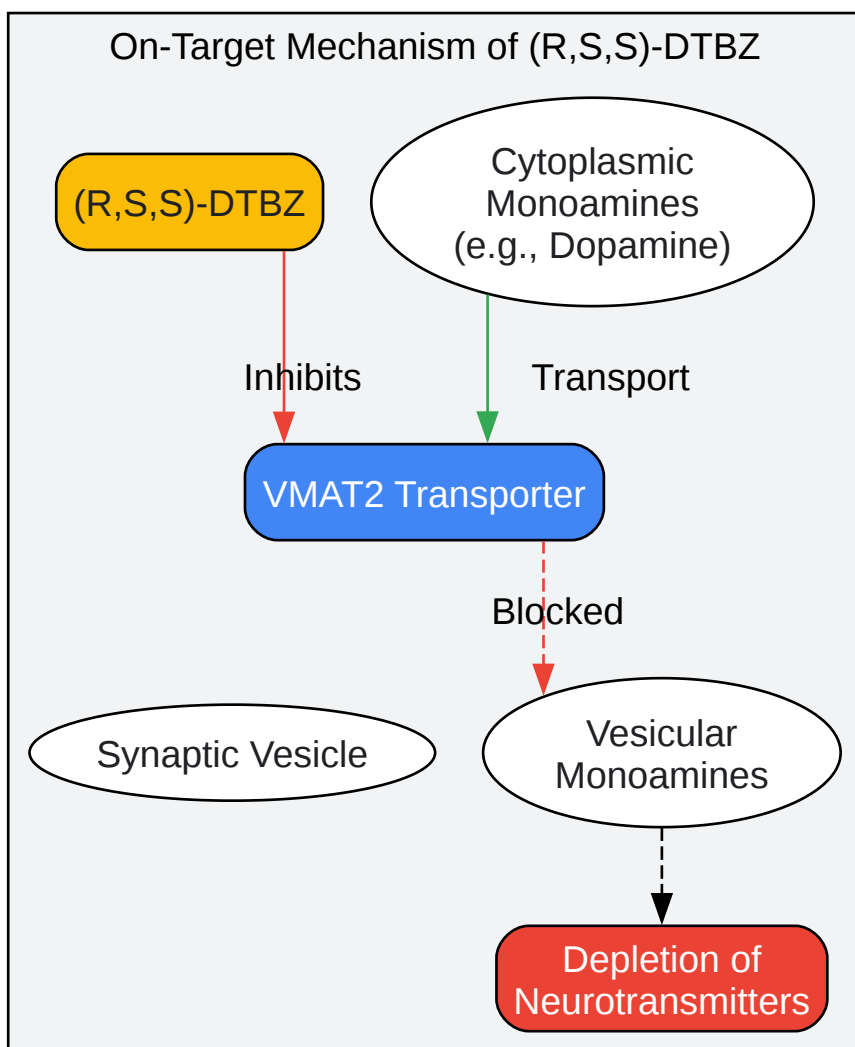 On-Target Mechanism of (R,S,S)-DTBZ
(R,S,S)-DTBZ
Cytoplasmic
Monoamines
(e.g., Dopamine)
Inhibits
Transport
VMAT2 Transporter
Blocked
Synaptic Vesicle
Vesicular
Monoamines
Depletion of
Neurotransmitters